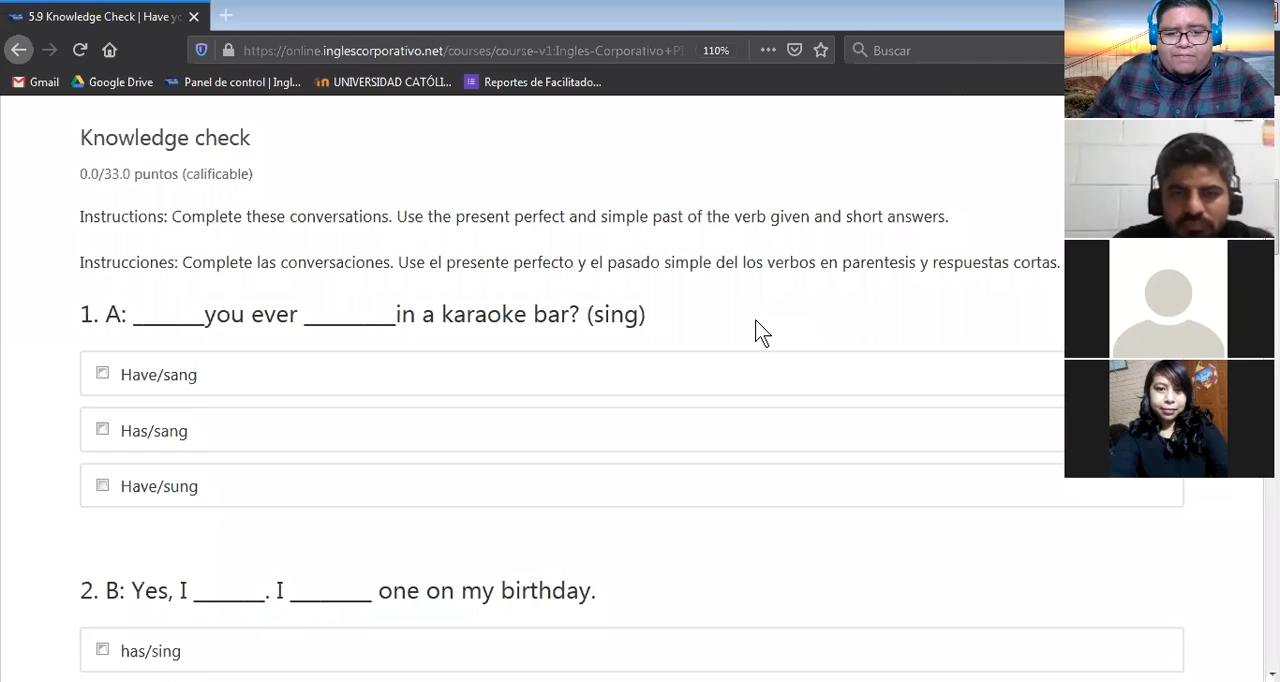 5.9 Knowledge Check | Have yo
https://online.inglescorporativo.net/courses/course-v1:Ingles-Corporativo+P
110%
Buscar
Gmail
Google Drive
Panel de control | Ingl...
UNIVERSIDAD CATÓLI...
Reportes de Facilitado...
Knowledge check
0.0/33.0 puntos (calificable)
Instructions: Complete these conversations. Use the present perfect and simple past of the verb given and short answers.
Instrucciones: Complete las conversaciones. Use el presente perfecto y el pasado simple del los verbos en parentesis y respuestas cortas.
1. A: ______you ever ________in a karaoke bar? (sing)
Have/sang
Has/sang
Have/sung
2. B: Yes, I ______. I _______ one on my birthday.
has/sing